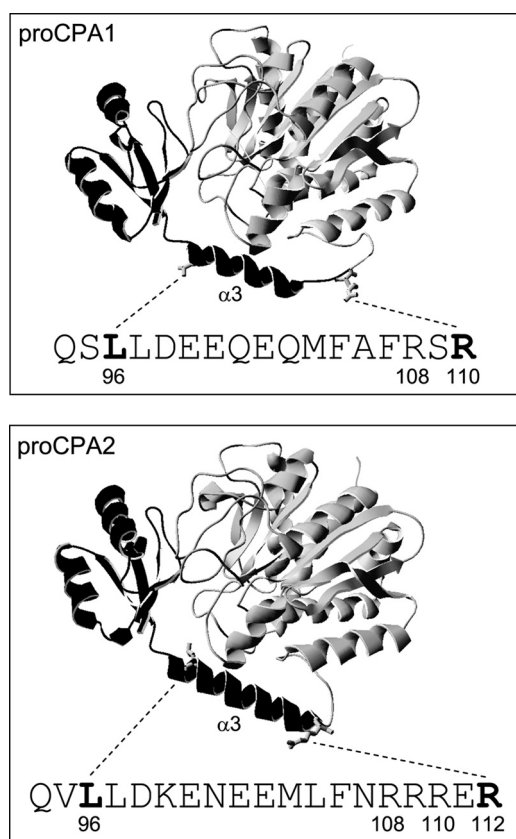 proCPA1
α3
QSLLDEEQEQMFAFRSR
96 108 110
proCPA2
α3
QVLLDKENEEMLFNRRRER
96 108 110 112